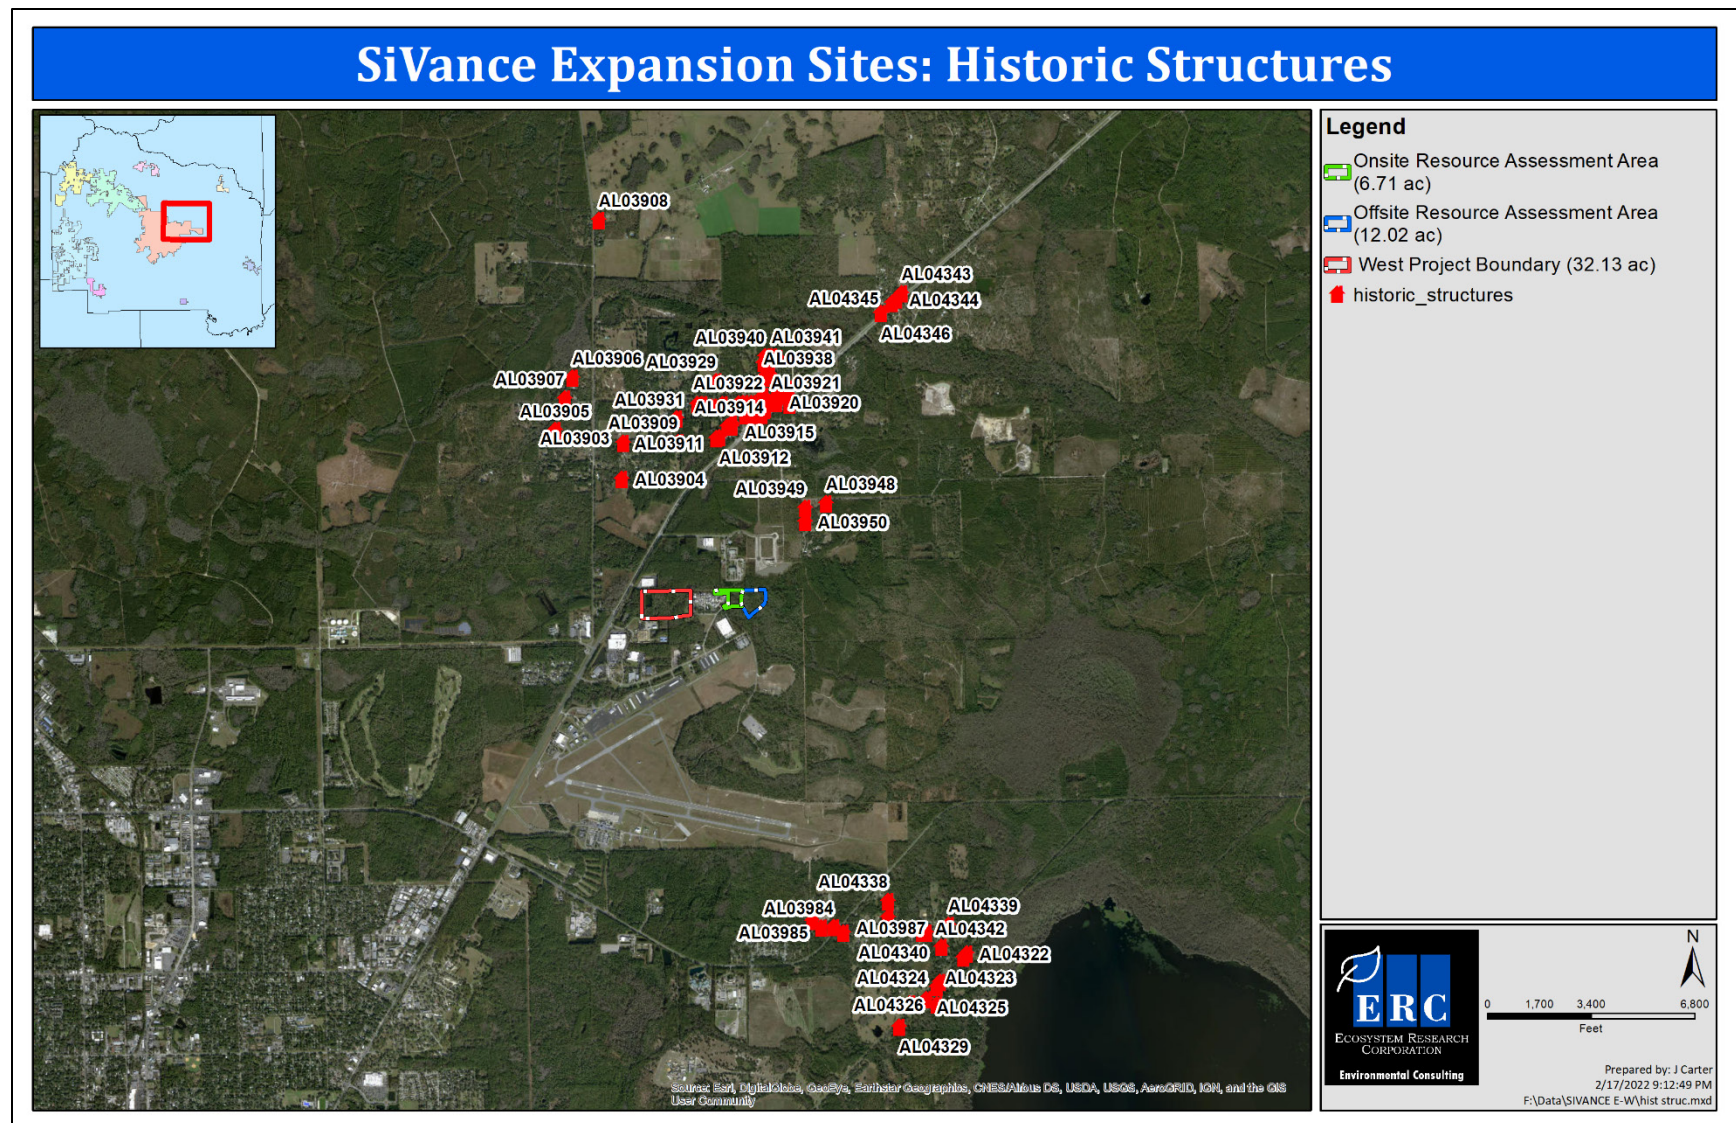 SiVance Expansion Sites: Historic Structures
AL03908
AL04343
AL04345
AL04344
AL04346
AL03940
AL03941
AL03906
AL03929
AL03938
AL03907
AL03922
AL03921
AL03905
AL03931
AL03914
AL03920
AL03909
AL03903
AL03911
AL03915
AL03912
AL03904
AL03949
AL03948
AL03950
AL04338
AL03984
AL04339
AL03985
AL03987
AL04342
AL04340
AL04322
AL04324
AL04323
AL04326
AL04325
AL04329
Source: Esri, DigitalGlobe, GeoEye, Earthstar Geographics, CNES/Airbus DS, USDA, USGS, AeroGRID, IGN, and the GIS
User Community
Legend
Onsite Resource Assessment Area
(6.71 ac)
Offsite Resource Assessment Area
(12.02 ac)
West Project Boundary (32.13 ac)
historic_structures
ERC
ECOSYSTEM RESEARCH
CORPORATION
Environmental Consulting
N
0 1,700 3,400 6,800
Feet
Prepared by: J Carter
2/17/2022 9:12:49 PM
F:\Data\SIVANCE E-W\hist struc.mxd